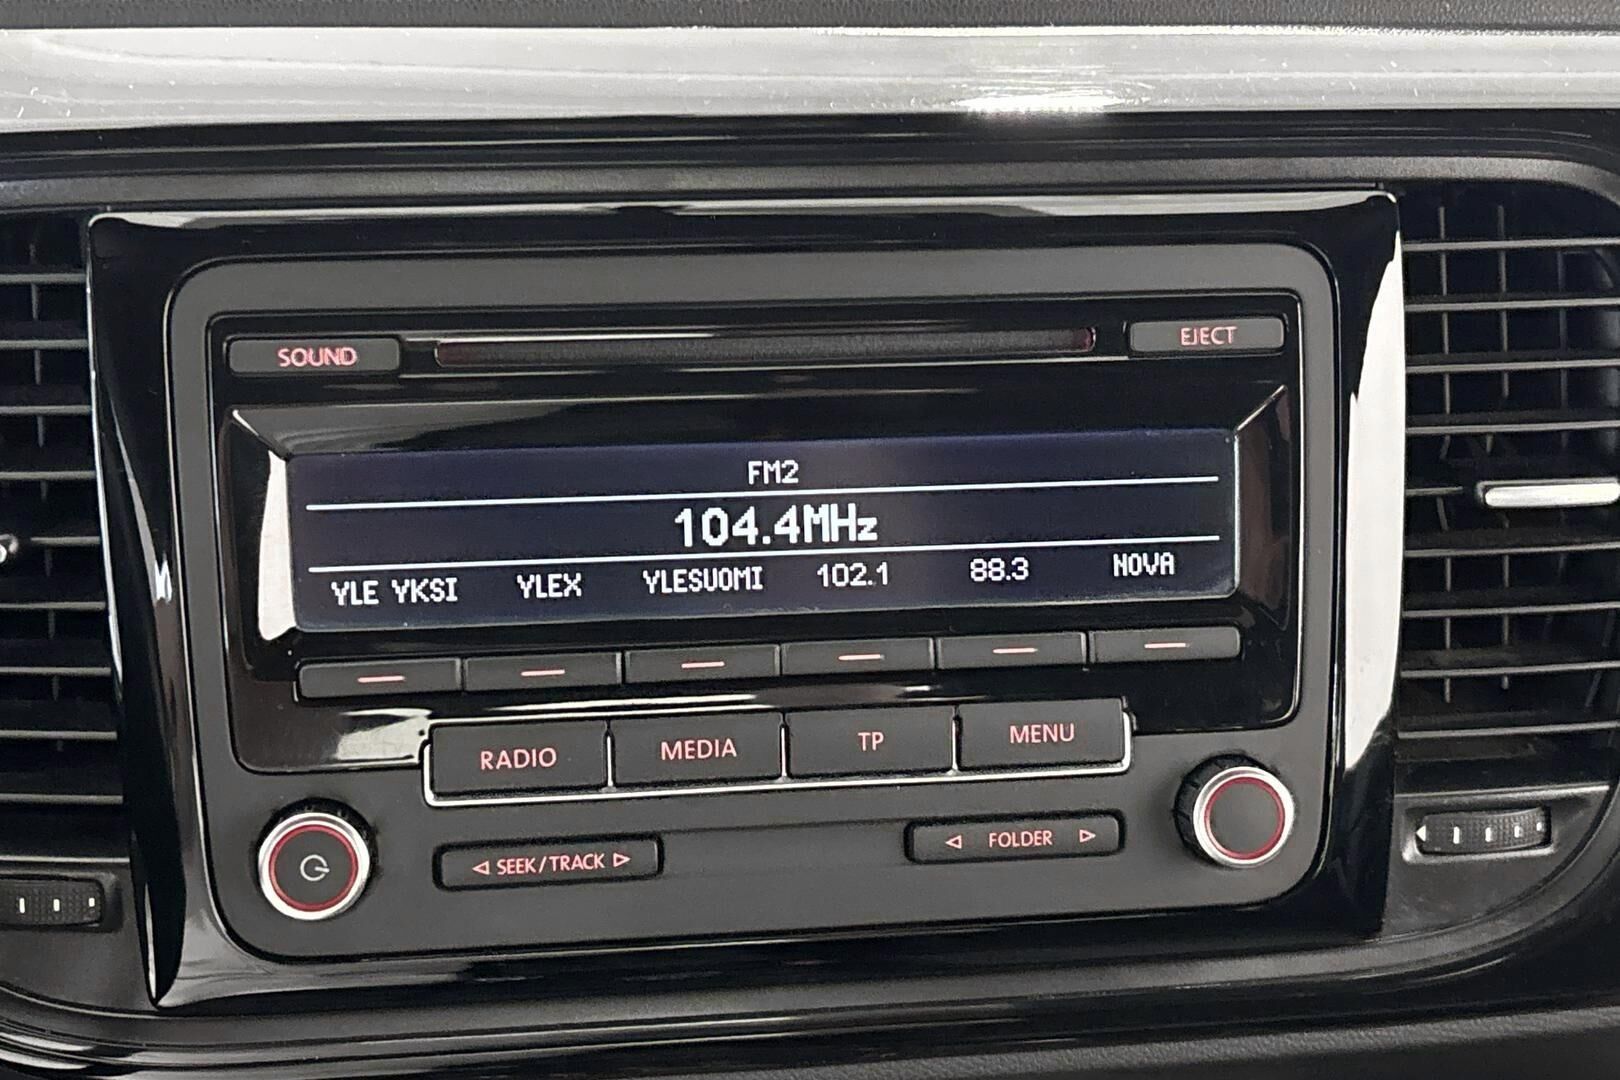 SOUND
EJECT
FM2
104.4MHz
YLE YKSI YLEX YLESUOMI 102.1 88.3 NOVA
RADIO MEDIA TP MENU
SEEK/TRACK
FOLDER